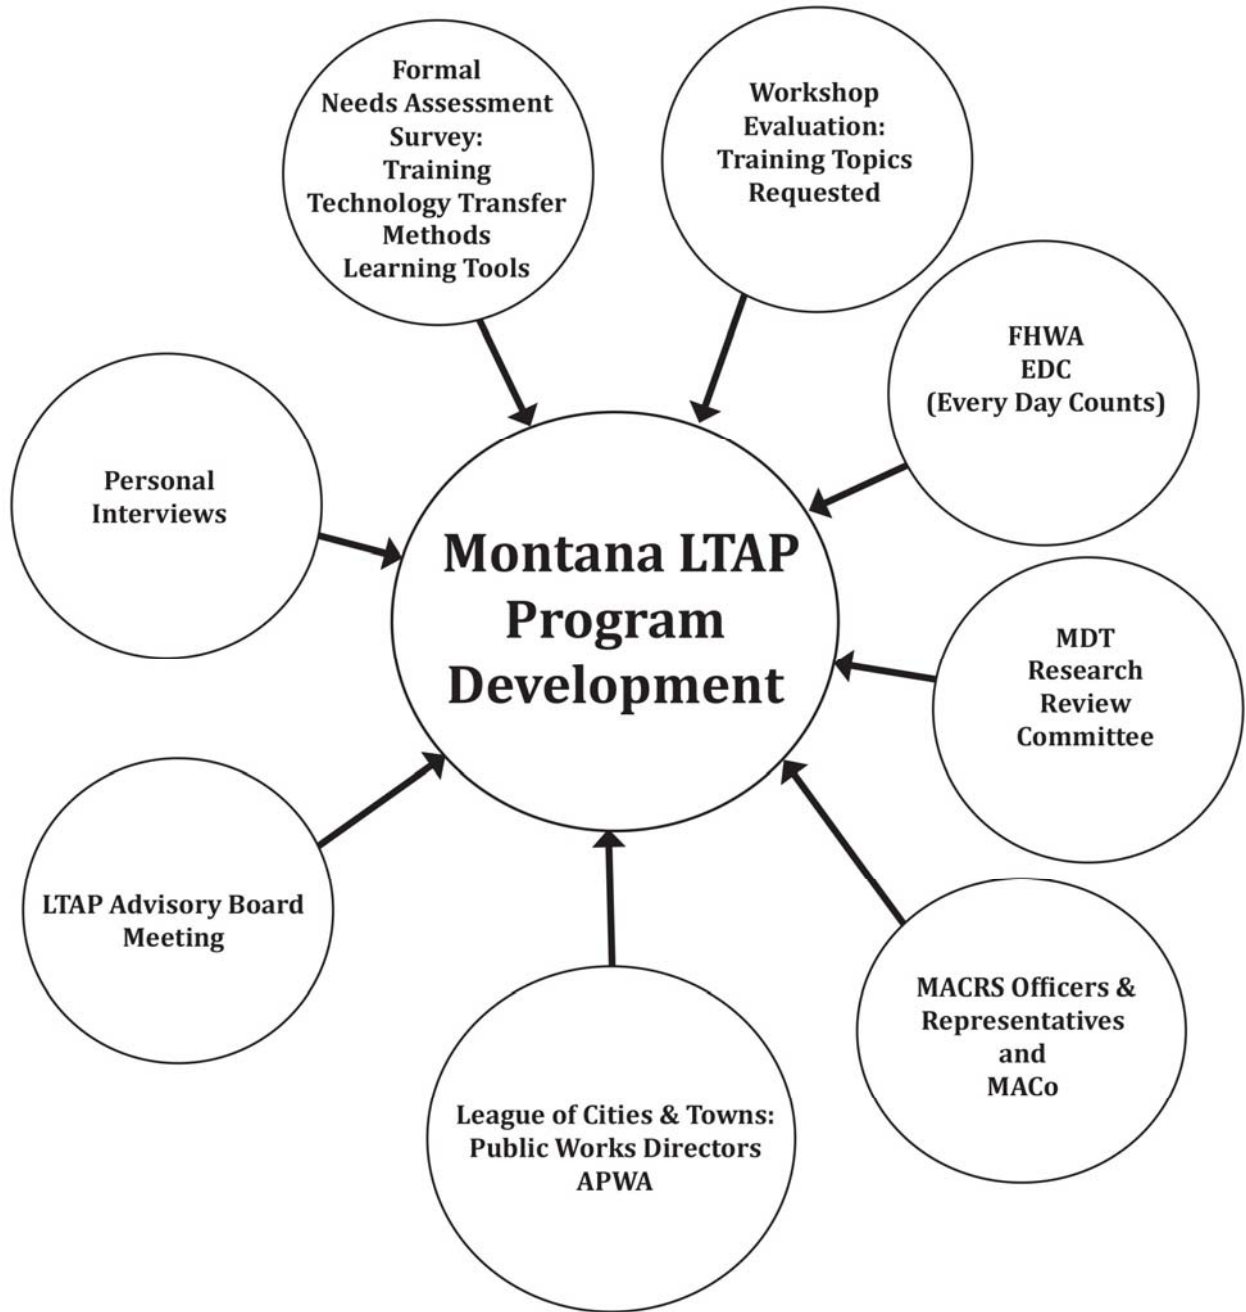 Formal
Needs Assessment
Survey:
Training
Technology Transfer
Methods
Learning Tools
Workshop
Evaluation:
Training Topics
Requested
FHWA
EDC
(Every Day Counts)
Personal
Interviews
Montana LTAP
Program
Development
MDT
Research
Review
Committee
LTAP Advisory Board
Meeting
MACRS Officers &
Representatives
and
MACo
League of Cities & Towns:
Public Works Directors
APWA